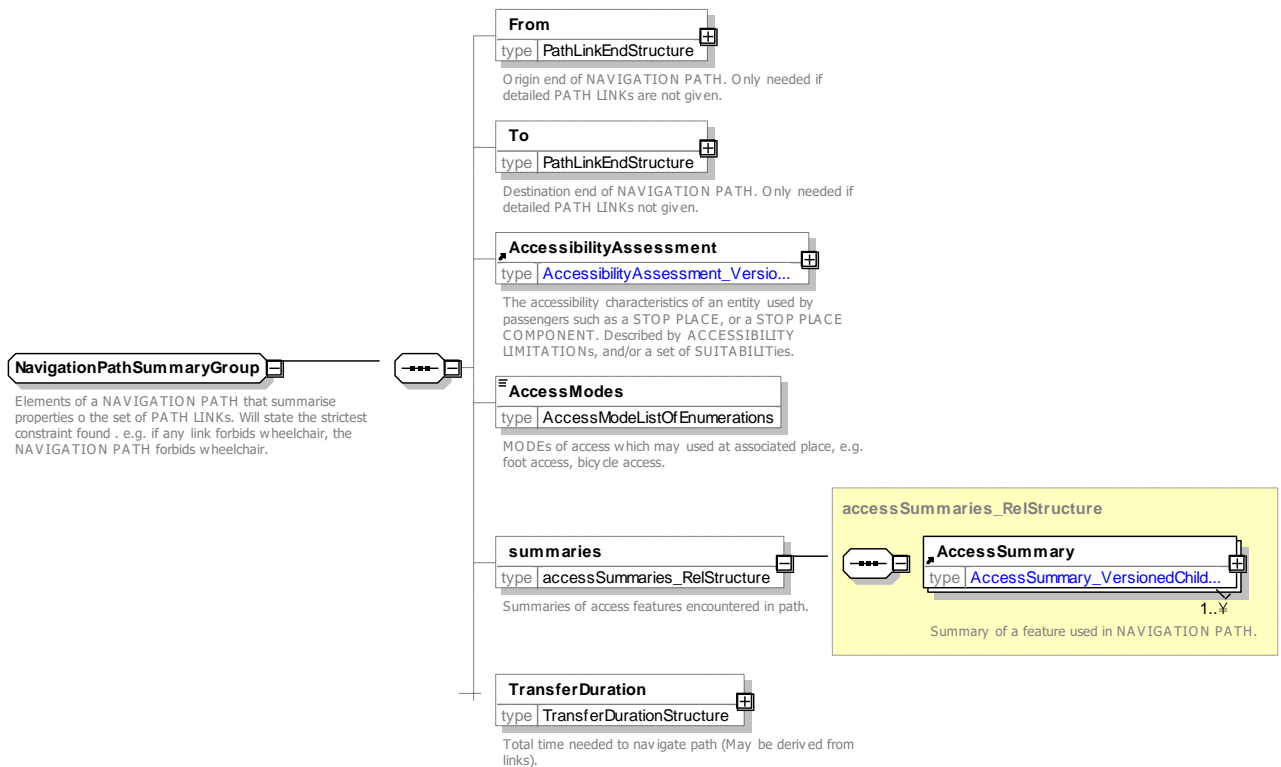 From
type PathLinkEndStructure
Origin end of NAVIGATION PATH. Only needed if
detailed PATH LINKs are not given.
To
type PathLinkEndStructure
Destination end of NAVIGATION PATH. Only needed if
detailed PATH LINKs not given.
AccessibilityAssessment
type AccessibilityAssessment_Versio...
The accessibility characteristics of an entity used by
passengers such as a STOP PLACE, or a STOP PLACE
COMPONENT. Described by ACCESSIBILITY
LIMITATIONs, and/or a set of SUITABILITies.
NavigationPathSummaryGroup
Elements of a NAVIGATION PATH that summarise
properties o the set of PATH LINKs. Will state the strictest
constraint found . e.g. if any link forbids wheelchair, the
NAVIGATION PATH forbids wheelchair.
AccessModes
type AccessModeListOfEnumerations
MODEs of access which may used at associated place, e.g.
foot access, bicycle access.
summaries
type accessSummaries_RelStructure
Summaries of access features encountered in path.
accessSummaries_RelStructure
AccessSummary
type AccessSummary_VersionedChild...
1..¥
Summary of a feature used in NAVIGATION PATH.
TransferDuration
type TransferDurationStructure
Total time needed to navigate path (May be derived from
links).